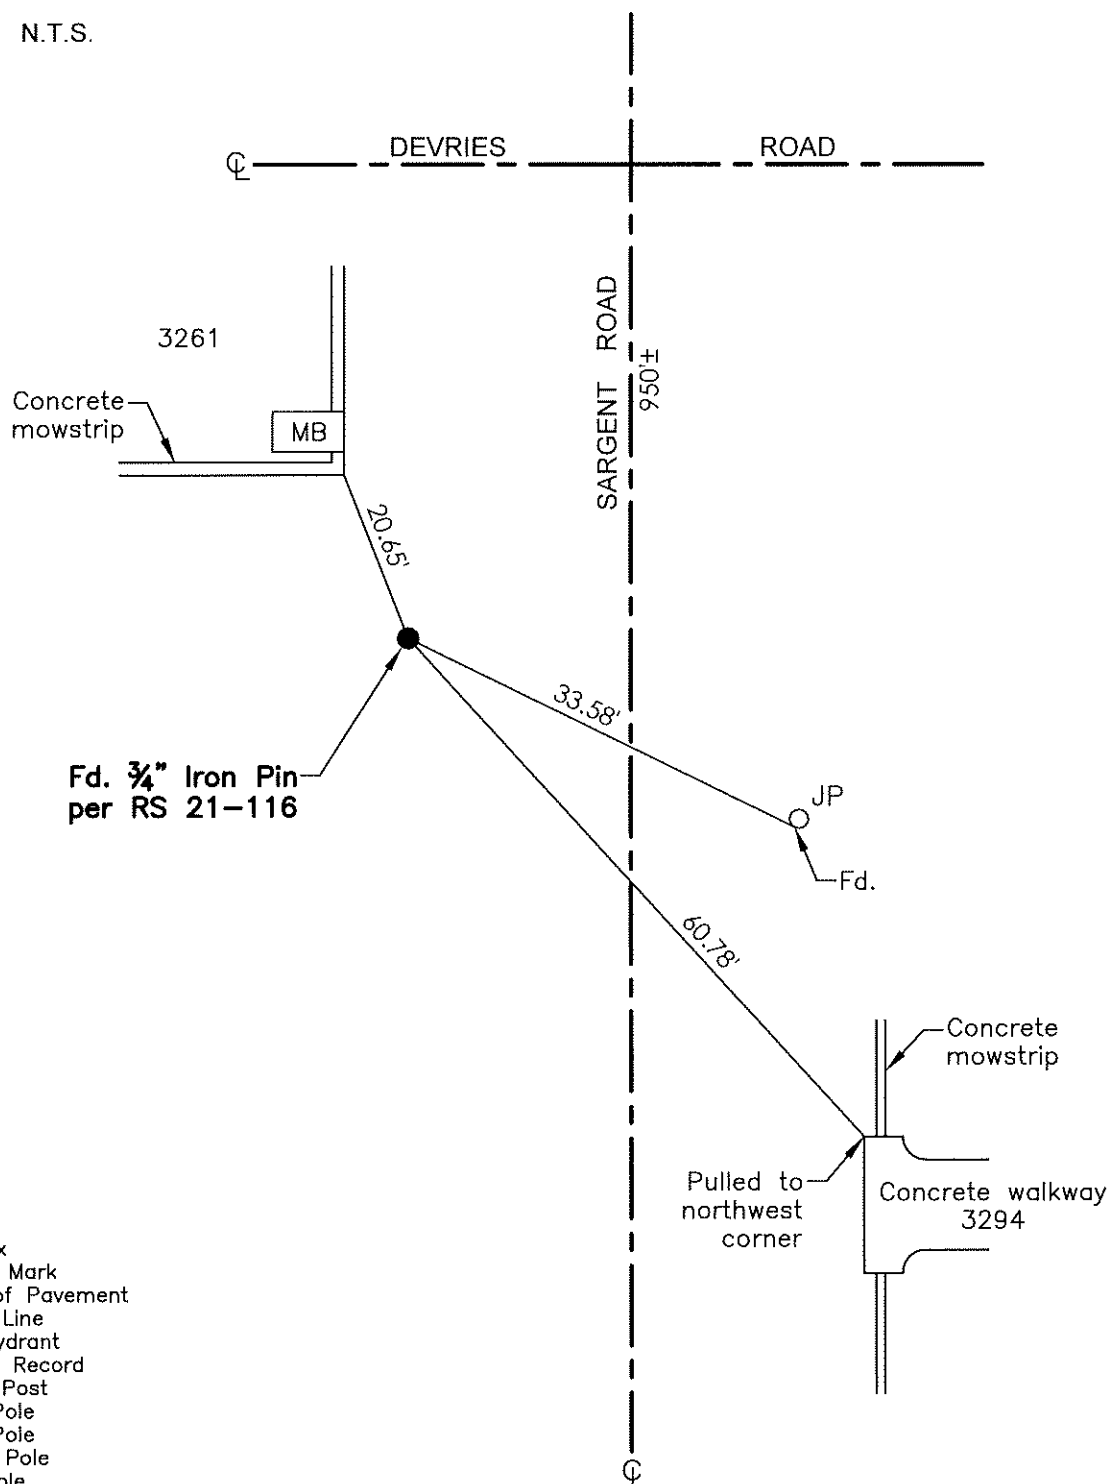 N.T.S.
DEVRIES ROAD
℄
SARGENT ROAD
950'±
3261
Concrete
mowstrip
MB
20.65'
33.58'
Fd. ¾" Iron Pin
per RS 21-116
JP
Fd.
60.78'
Concrete
mowstrip
Pulled to
northwest
corner
Concrete walkway
3294
Mark
of Pavement
Line
Record
Post
Pole
Pole
Pole
℄